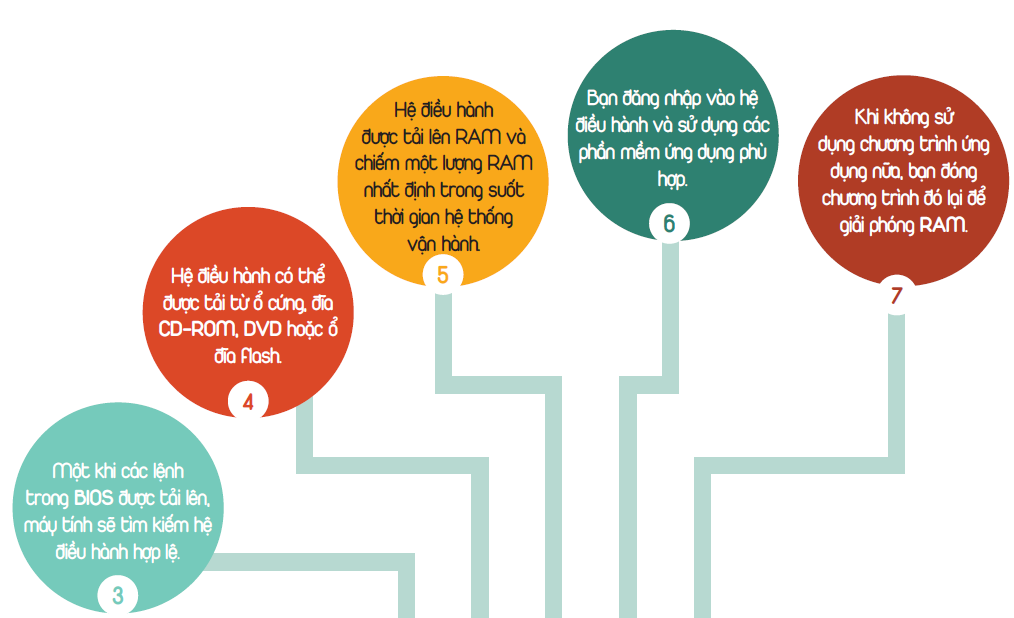 Một khi các lệnh
trong BIOS được tải lên,
máy tính sẽ tìm kiếm hệ
điều hành hợp lệ.
3
Hệ điều hành có thể
được tải từ ổ cứng, đĩa
CD-ROM, DVD hoặc ổ
đĩa flash.
4
Hệ điều hành
được tải lên RAM và
chiếm một lượng RAM
nhất định trong suốt
thời gian hệ thống
vận hành.
5
Bạn đăng nhập vào hệ
điều hành và sử dụng các
phần mềm ứng dụng phù
hợp.
6
Khi không sử
dụng chương trình ứng
dụng nữa, bạn đóng
chương trình đó lại để
giải phóng RAM.
7